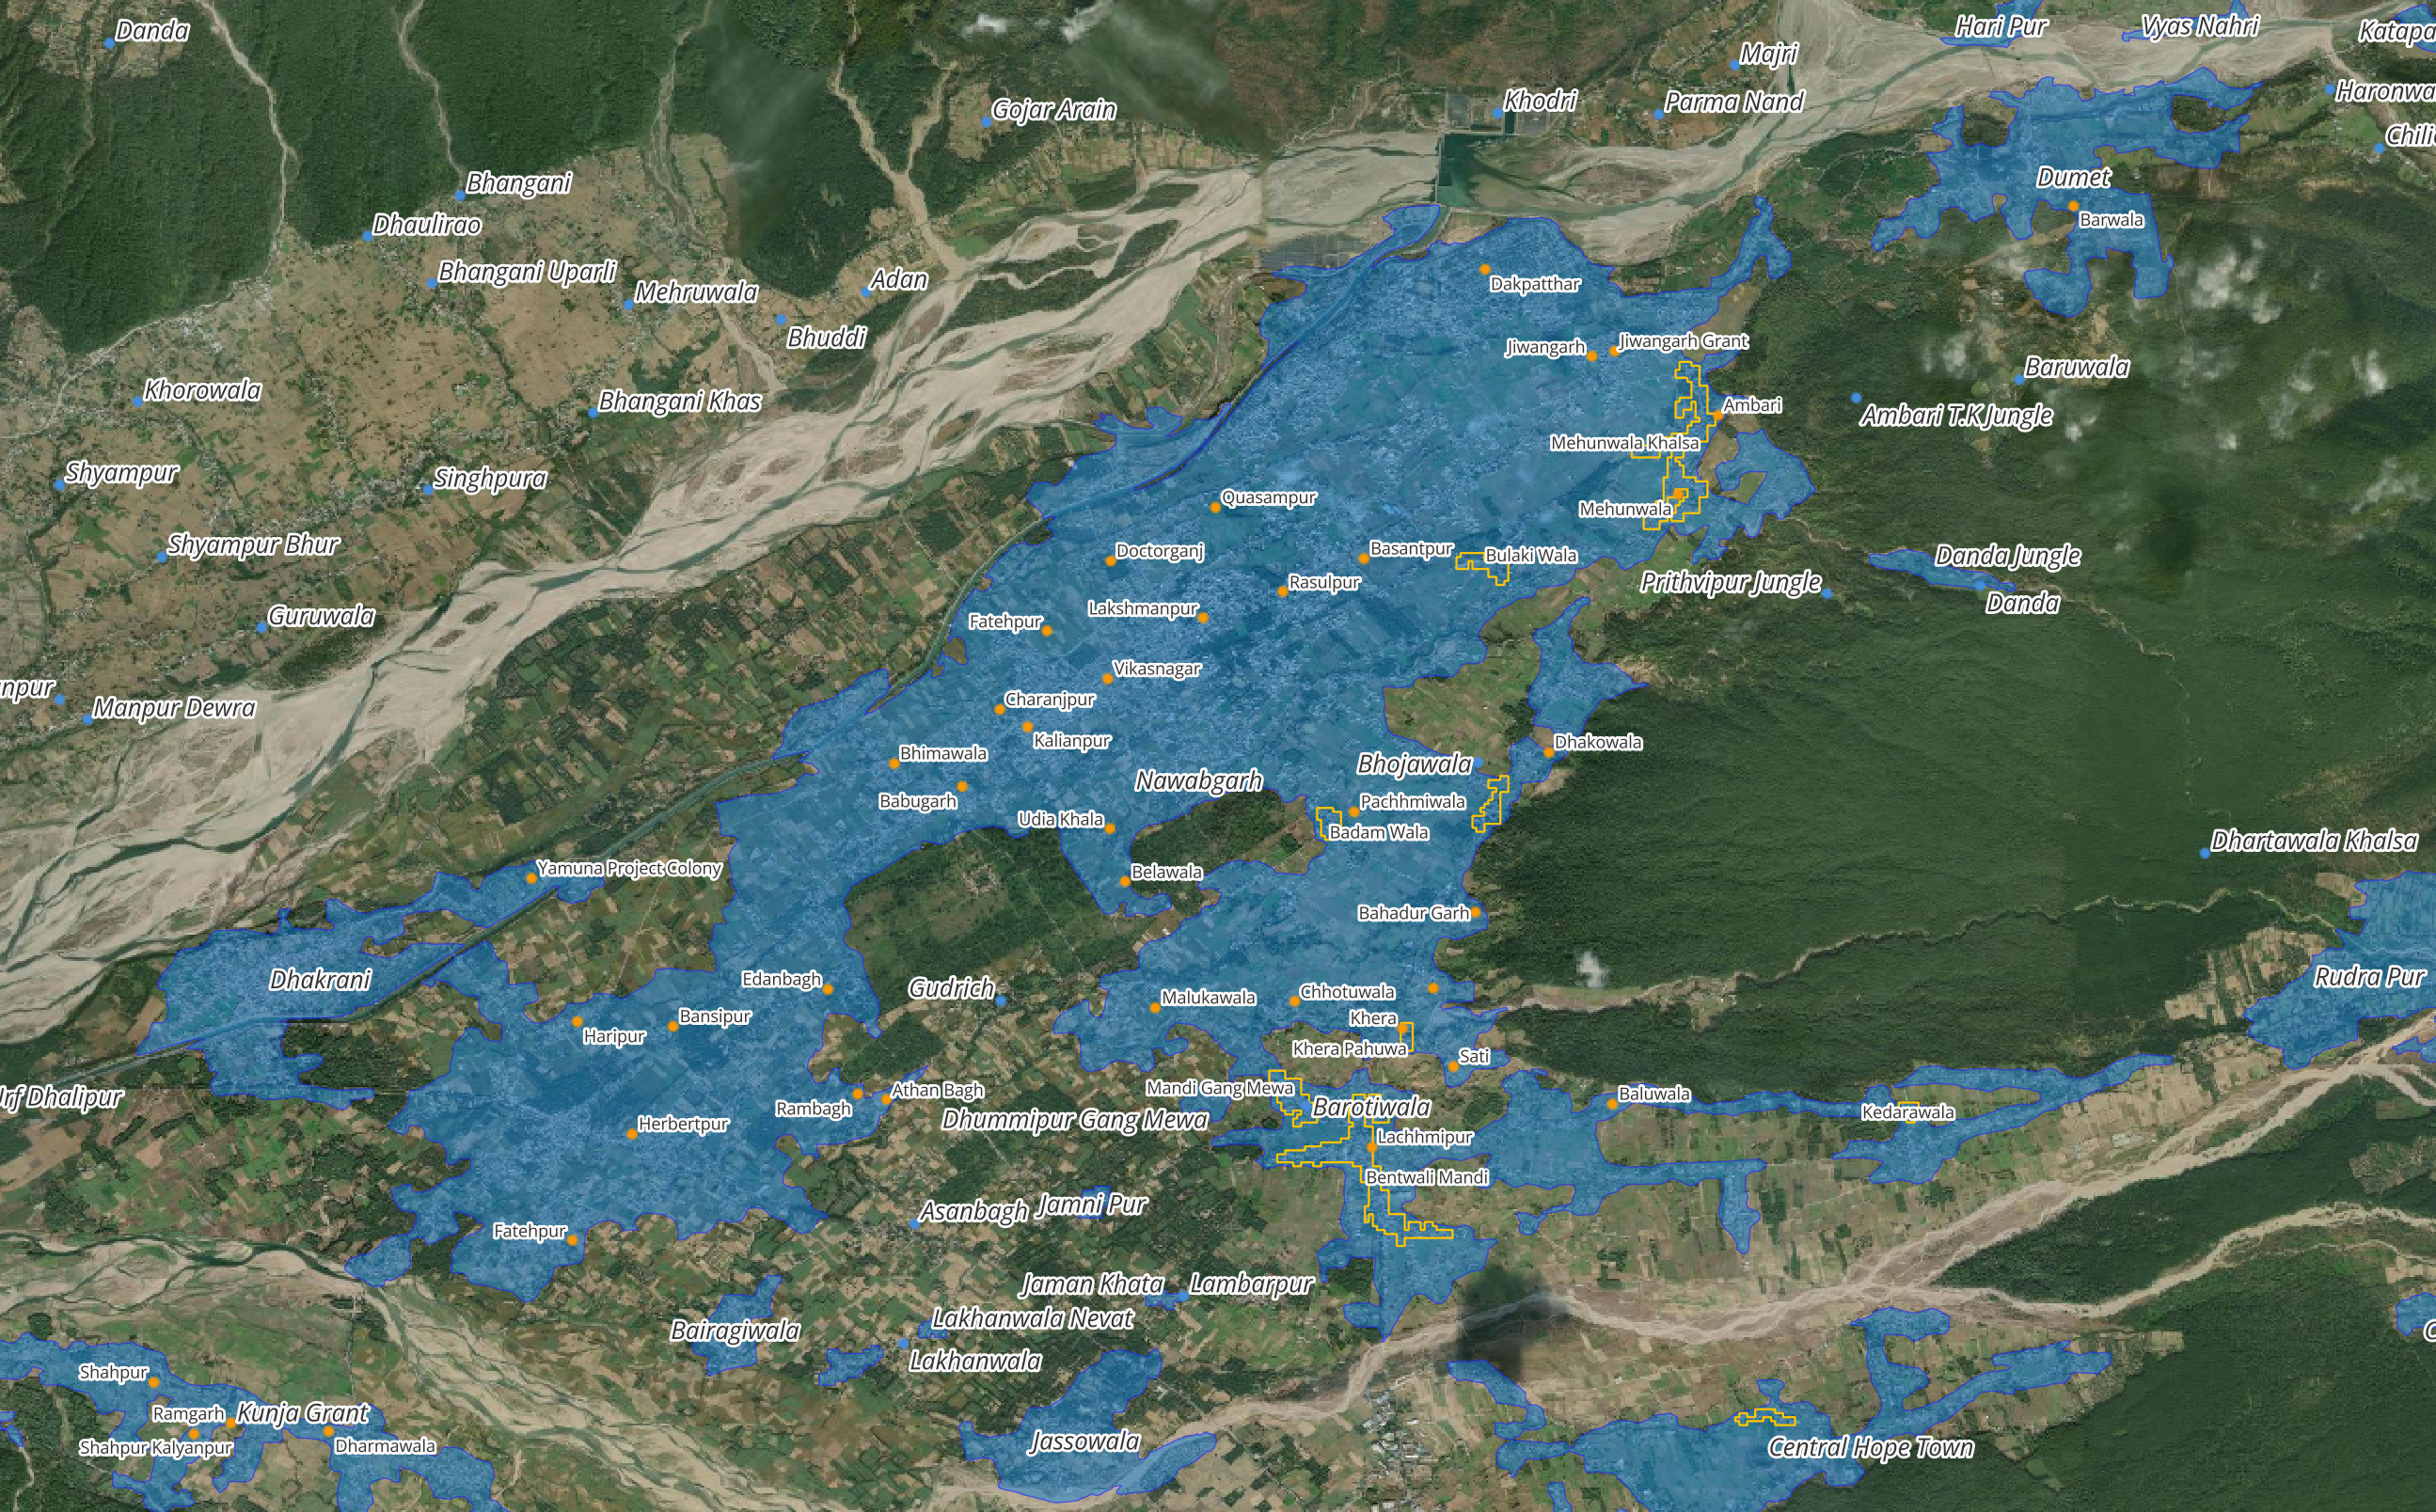 Danda
Hari Pur
Vyas Nahri
Majri
Gojar Arain
Khodri
Parma Nand
Bhangani
Dumet
Dhaulirao
Barwala
Bhangani Uparli
Mehruwala
Adan
Dakpatthar
Bhuddi
Jiwangarh
Jiwangarh Grant
Baruwala
Khorowala
Bhangani Khas
Ambari
Ambari T.K Jungle
Mehunwala Khalsa
Shyampur
Singhpura
Quasampur
Mehunwala
Shyampur Bhur
Doctorganj
Basantpur
Bulaki Wala
Danda Jungle
Rasulpur
Prithvipur Jungle
Danda
Guruwala
Fatehpur
Lakshmanpur
Vikasnagar
Manpur Dewra
Charanjpur
Kalianpur
Dhakowala
Bhimawala
Bhojawala
Nawabgarh
Babugarh
Pachhmiwala
Udia Khala
Badam Wala
Dhartawala Khalsa
Yamuna Project Colony
Belawala
Bahadur Garh
Dhakrani
Edanbagh
Gudrich
Malukawala
Chhotuwala
Rudra Pur
Haripur
Bansipur
Khera
Khera Pahuwa
Sati
Urf Dhalipur
Athan Bagh
Mandi Gang Mewa
Baluwala
Rambagh
Dhummipur Gang Mewa
Barotiwala
Kedarawala
Herbertpur
Lachhmipur
Bentwali Mandi
Fatehpur
Asanbagh
Jamni Pur
Jaman Khata
Lambarpur
Bairagiwala
Lakhanwala Nevat
Lakhanwala
Shahpur
Ramgarh
Kunja Grant
Shahpur Kalyanpur
Dharmawala
Jassowala
Central Hope Town